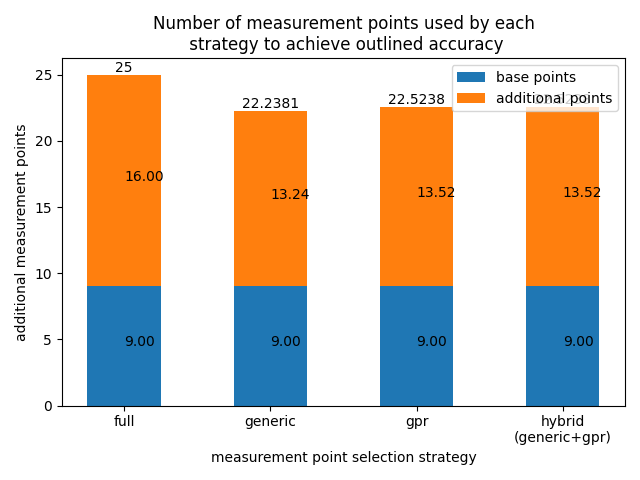 Number of measurement points used by each
strategy to achieve outlined accuracy
base points
additional points
25
22.2381
22.5238
16.00
13.24
13.52
13.52
9.00
9.00
9.00
9.00
additional measurement points
25
20
15
10
5
0
full
generic
gpr
hybrid
(generic+gpr)
measurement point selection strategy